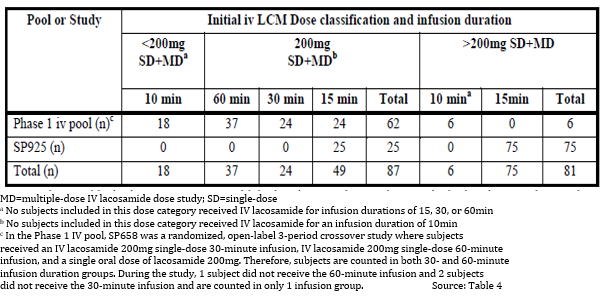 Pool or Study Initial iv LCM Dose classification and infusion duration
<200mg SD+MDa 200mg SD+MDb >200mg SD+MD
10 min 60 min 30 min 15 min Total 10 mina 15min Total
Phase 1 iv pool (n)c 18 37 24 24 62 6 0 6
SP925 (n) 0 0 0 25 25 0 75 75
Total (n) 18 37 24 49 87 6 75 81
MD=multiple-dose IV lacosamide dose study; SD=single-dose
a No subjects included in this dose category received IV lacosamide for infusion durations of 15, 30, or 60min
b No subjects included in this dose category received IV lacosamide for an infusion duration of 10min
c In the Phase 1 IV pool, SP658 was a randomized, open-label 3-period crossover study where subjects
received an IV lacosamide 200mg single-dose 30-minute infusion, IV lacosamide 200mg single-dose 60-minute
infusion, and a single oral dose of lacosamide 200mg. Therefore, subjects are counted in both 30- and 60-minute
infusion duration groups. During the study, 1 subject did not receive the 60-minute infusion and 2 subjects
did not receive the 30-minute infusion and are counted in only 1 infusion group. Source: Table 4